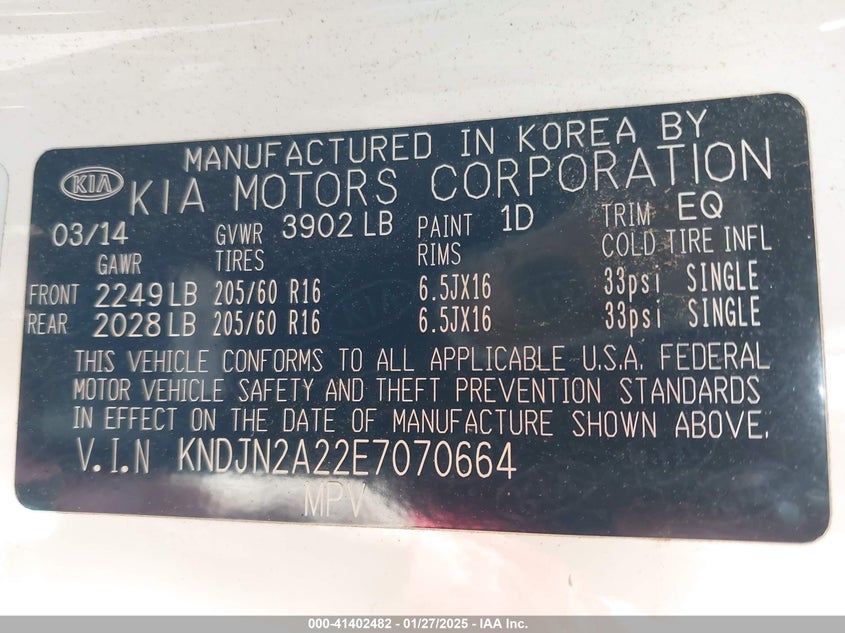 MANUFACTURED IN KOREA BY
KIA KIA MOTORS CORPORATION
03/14 GVWR 3902 LB PAINT 1D TRIM EQ
GAWR TIRES RIMS COLD TIRE INFL
FRONT 2249 LB 205/60 R16 6.5JX16 33psi SINGLE
REAR 2028 LB 205/60 R16 6.5JX16 33psi SINGLE
THIS VEHICLE CONFORMS TO ALL APPLICABLE U.S.A. FEDERAL
MOTOR VEHICLE SAFETY AND THEFT PREVENTION STANDARDS
IN EFFECT ON THE DATE OF MANUFACTURE SHOWN ABOVE.
V.I.N KNDJN2A22E7070664
MPV
000-41402482 - 01/27/2025 - IAA Inc.